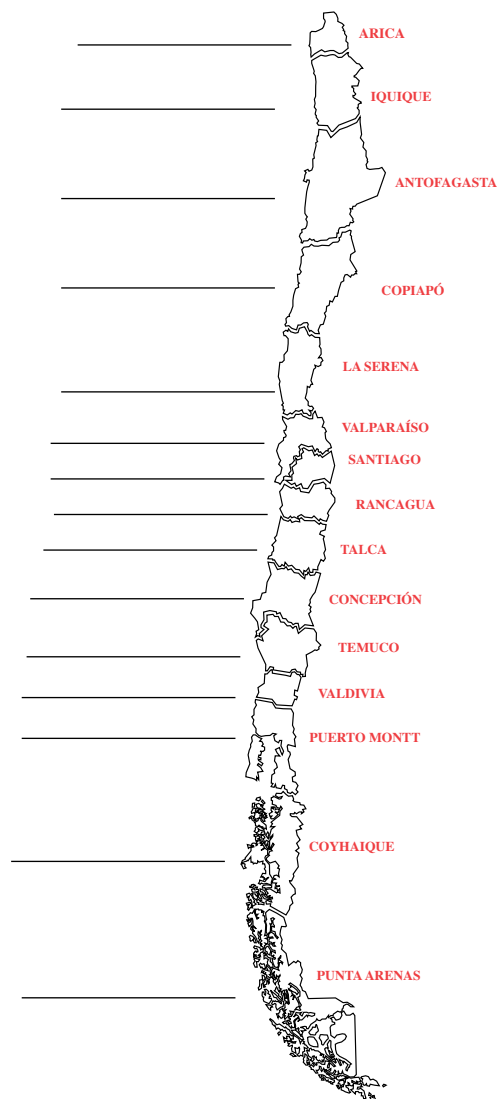 ARICA
IQUIQUE
ANTOFAGASTA
COPIAPÓ
LA SERENA
VALPARAÍSO
SANTIAGO
RANCAGUA
TALCA
CONCEPCIÓN
TEMUCO
VALDIVIA
PUERTO MONTT
COYHAIQUE
PUNTA ARENAS